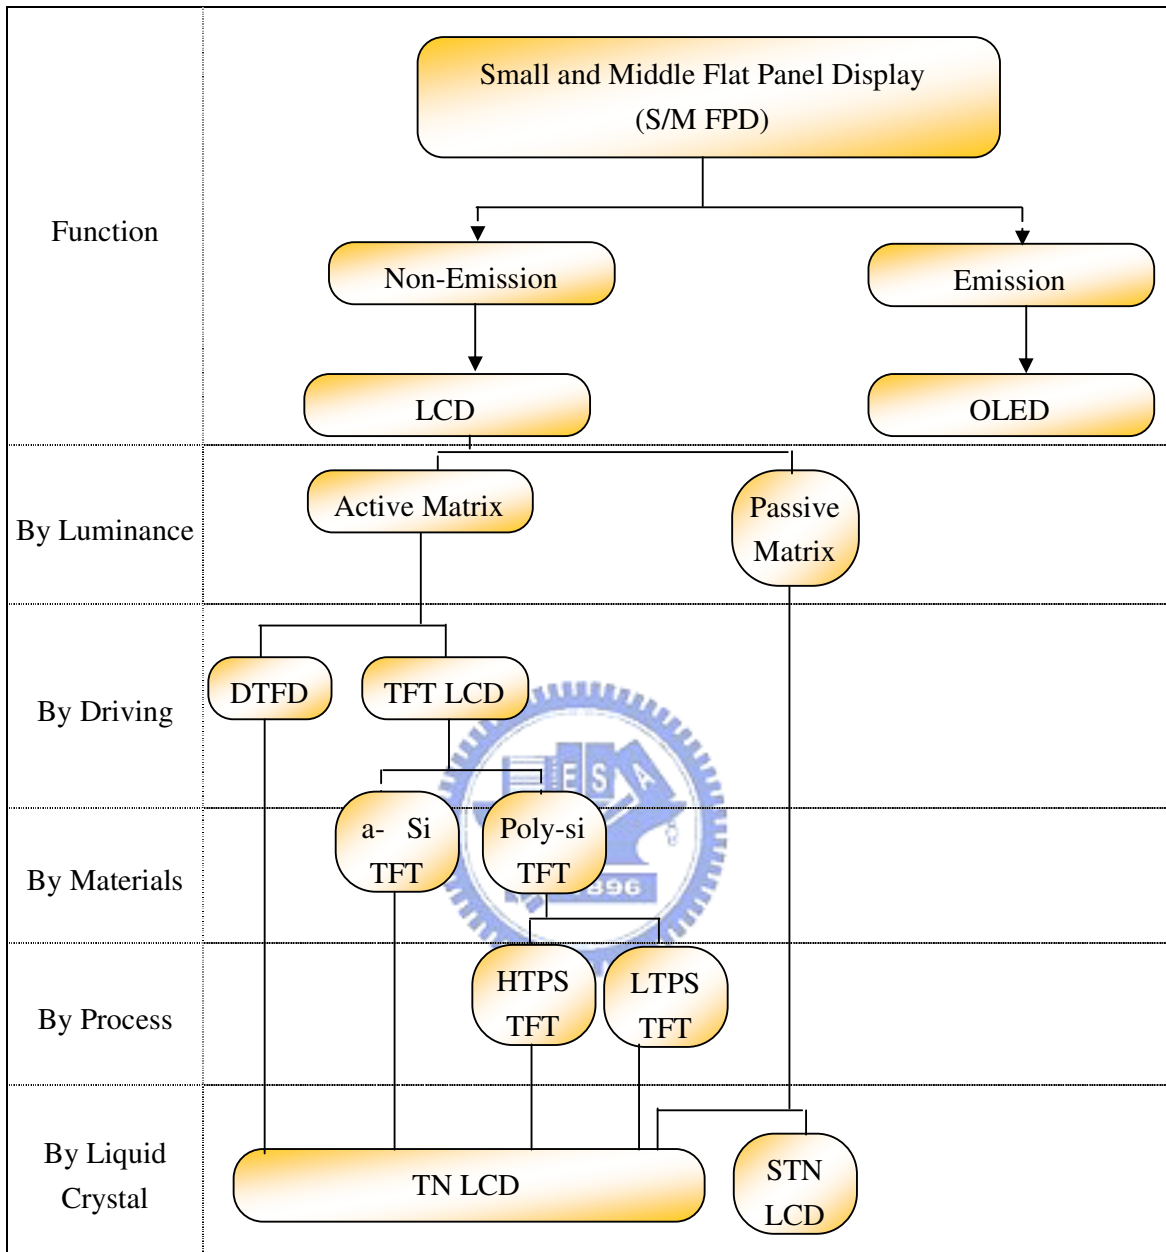 Small and Middle Flat Panel Display
(S/M FPD)
Function
Non-Emission
Emission
LCD
OLED
By Luminance
Active Matrix
Passive
Matrix
By Driving
DTFD
TFT LCD
E S A
By Materials
a- Si
TFT
Poly-si
TFT
1896
By Process
HTPS
TFT
LTPS
TFT
By Liquid
Crystal
TN LCD
STN
LCD